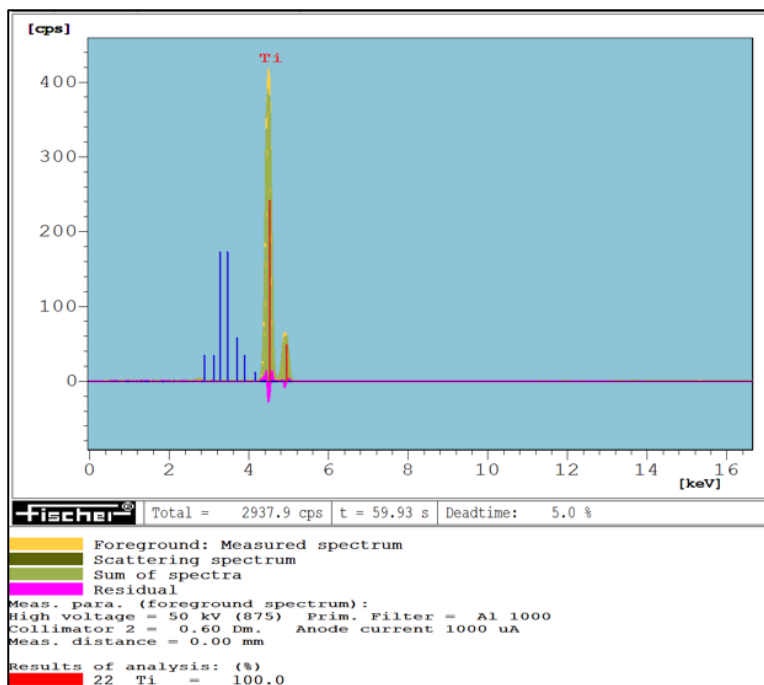 [cps]
Ti
400
300
200
100
0
0 2 4 6 8 10 12 14 16
[keV]
Fischer® Total = 2937.9 cps t = 59.93 s Deadtime: 5.0 %
Foreground: Measured spectrum
Scattering spectrum
Sum of spectra
Residual
Meas. para. (foreground spectrum):
High voltage = 50 kV (875) Prim. Filter = Al 1000
Collimator 2 = 0.60 Dm. Anode current 1000 uA
Meas. distance = 0.00 mm
Results of analysis: (%)
22 Ti = 100.0